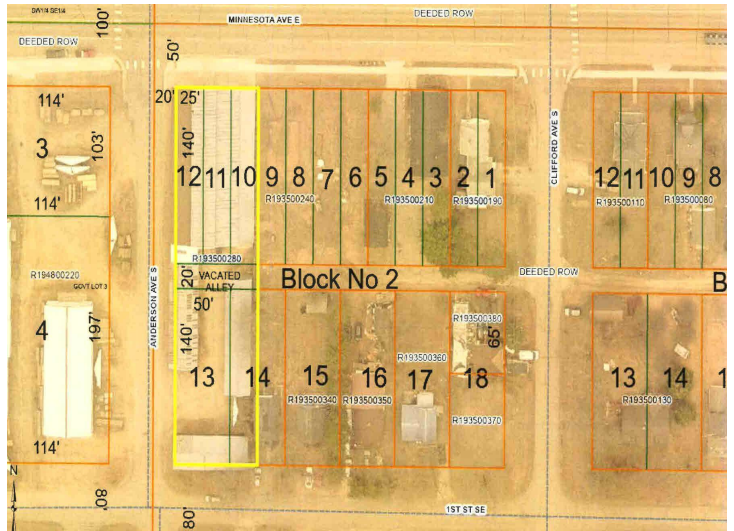 SW1/4 SE1/4
100'
MINNESOTA AVE E
DEEDED ROW
DEEDED ROW
50'
20' 25'
114'
3
103'
140'
12 11 10 9 8 7 6 5 4 3 2 1
12 11 10 9 8
CLIFFORD AVE S
114'
R193500240
R193500210
R193500190
R193500110
R193500080
R193500280
R194800220
GOVT LOT 3
20'
VACATED
ALLEY
Block No 2
DEEDED ROW
B
ANDERSON AVE S
50'
4
197'
140'
R193500380
65'
R193500360
13 14 15 16 17 18
13 14 1
R193500340
R193500350
R193500370
R193500130
114'
N
80'
80'
1ST ST SE